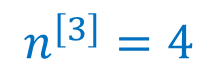 n^[3] = 4